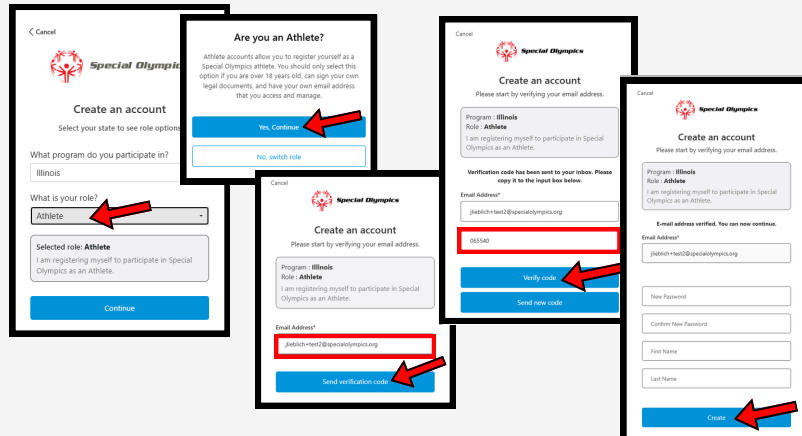 Cancel
Special Olympic
Create an account
Select your state to see role options
What program do you participate in?
Illinois
What is your role?
Athlete
Selected role: Athlete
I am registering myself to participate in Special
Olympics as an Athlete.
Continue
Are you an Athlete?
Athlete accounts allow you to register yourself as a
Special Olympics athlete. You should only select this
option if you are over 18 years old, can sign your own
legal documents, and have your own email address
that you access and manage.
Yes, Continue
No, switch role
Cancel
Special Olympics
Create an account
Please start by verifying your email address.
Program : Illinois
Role : Athlete
I am registering myself to participate in Special
Olympics as an Athlete.
Email Address*
jlieblich+test2@specialolympics.org
Send verification code
Cancel
Special Olympics
Create an account
Please start by verifying your email address.
Program : Illinois
Role : Athlete
I am registering myself to participate in Special
Olympics as an Athlete.
Verification code has been sent to your inbox. Please
copy it to the input box below.
Email Address*
jlieblich+test2@specialolympics.org
065540
Verify code
Send new code
Cancel
Special Olympics
Create an account
Please start by verifying your email address.
Program : Illinois
Role : Athlete
I am registering myself to participate in Special
Olympics as an Athlete.
E-mail address verified. You can now continue.
Email Address*
jlieblich+test2@specialolympics.org
New Password
Confirm New Password
First Name
Last Name
Create